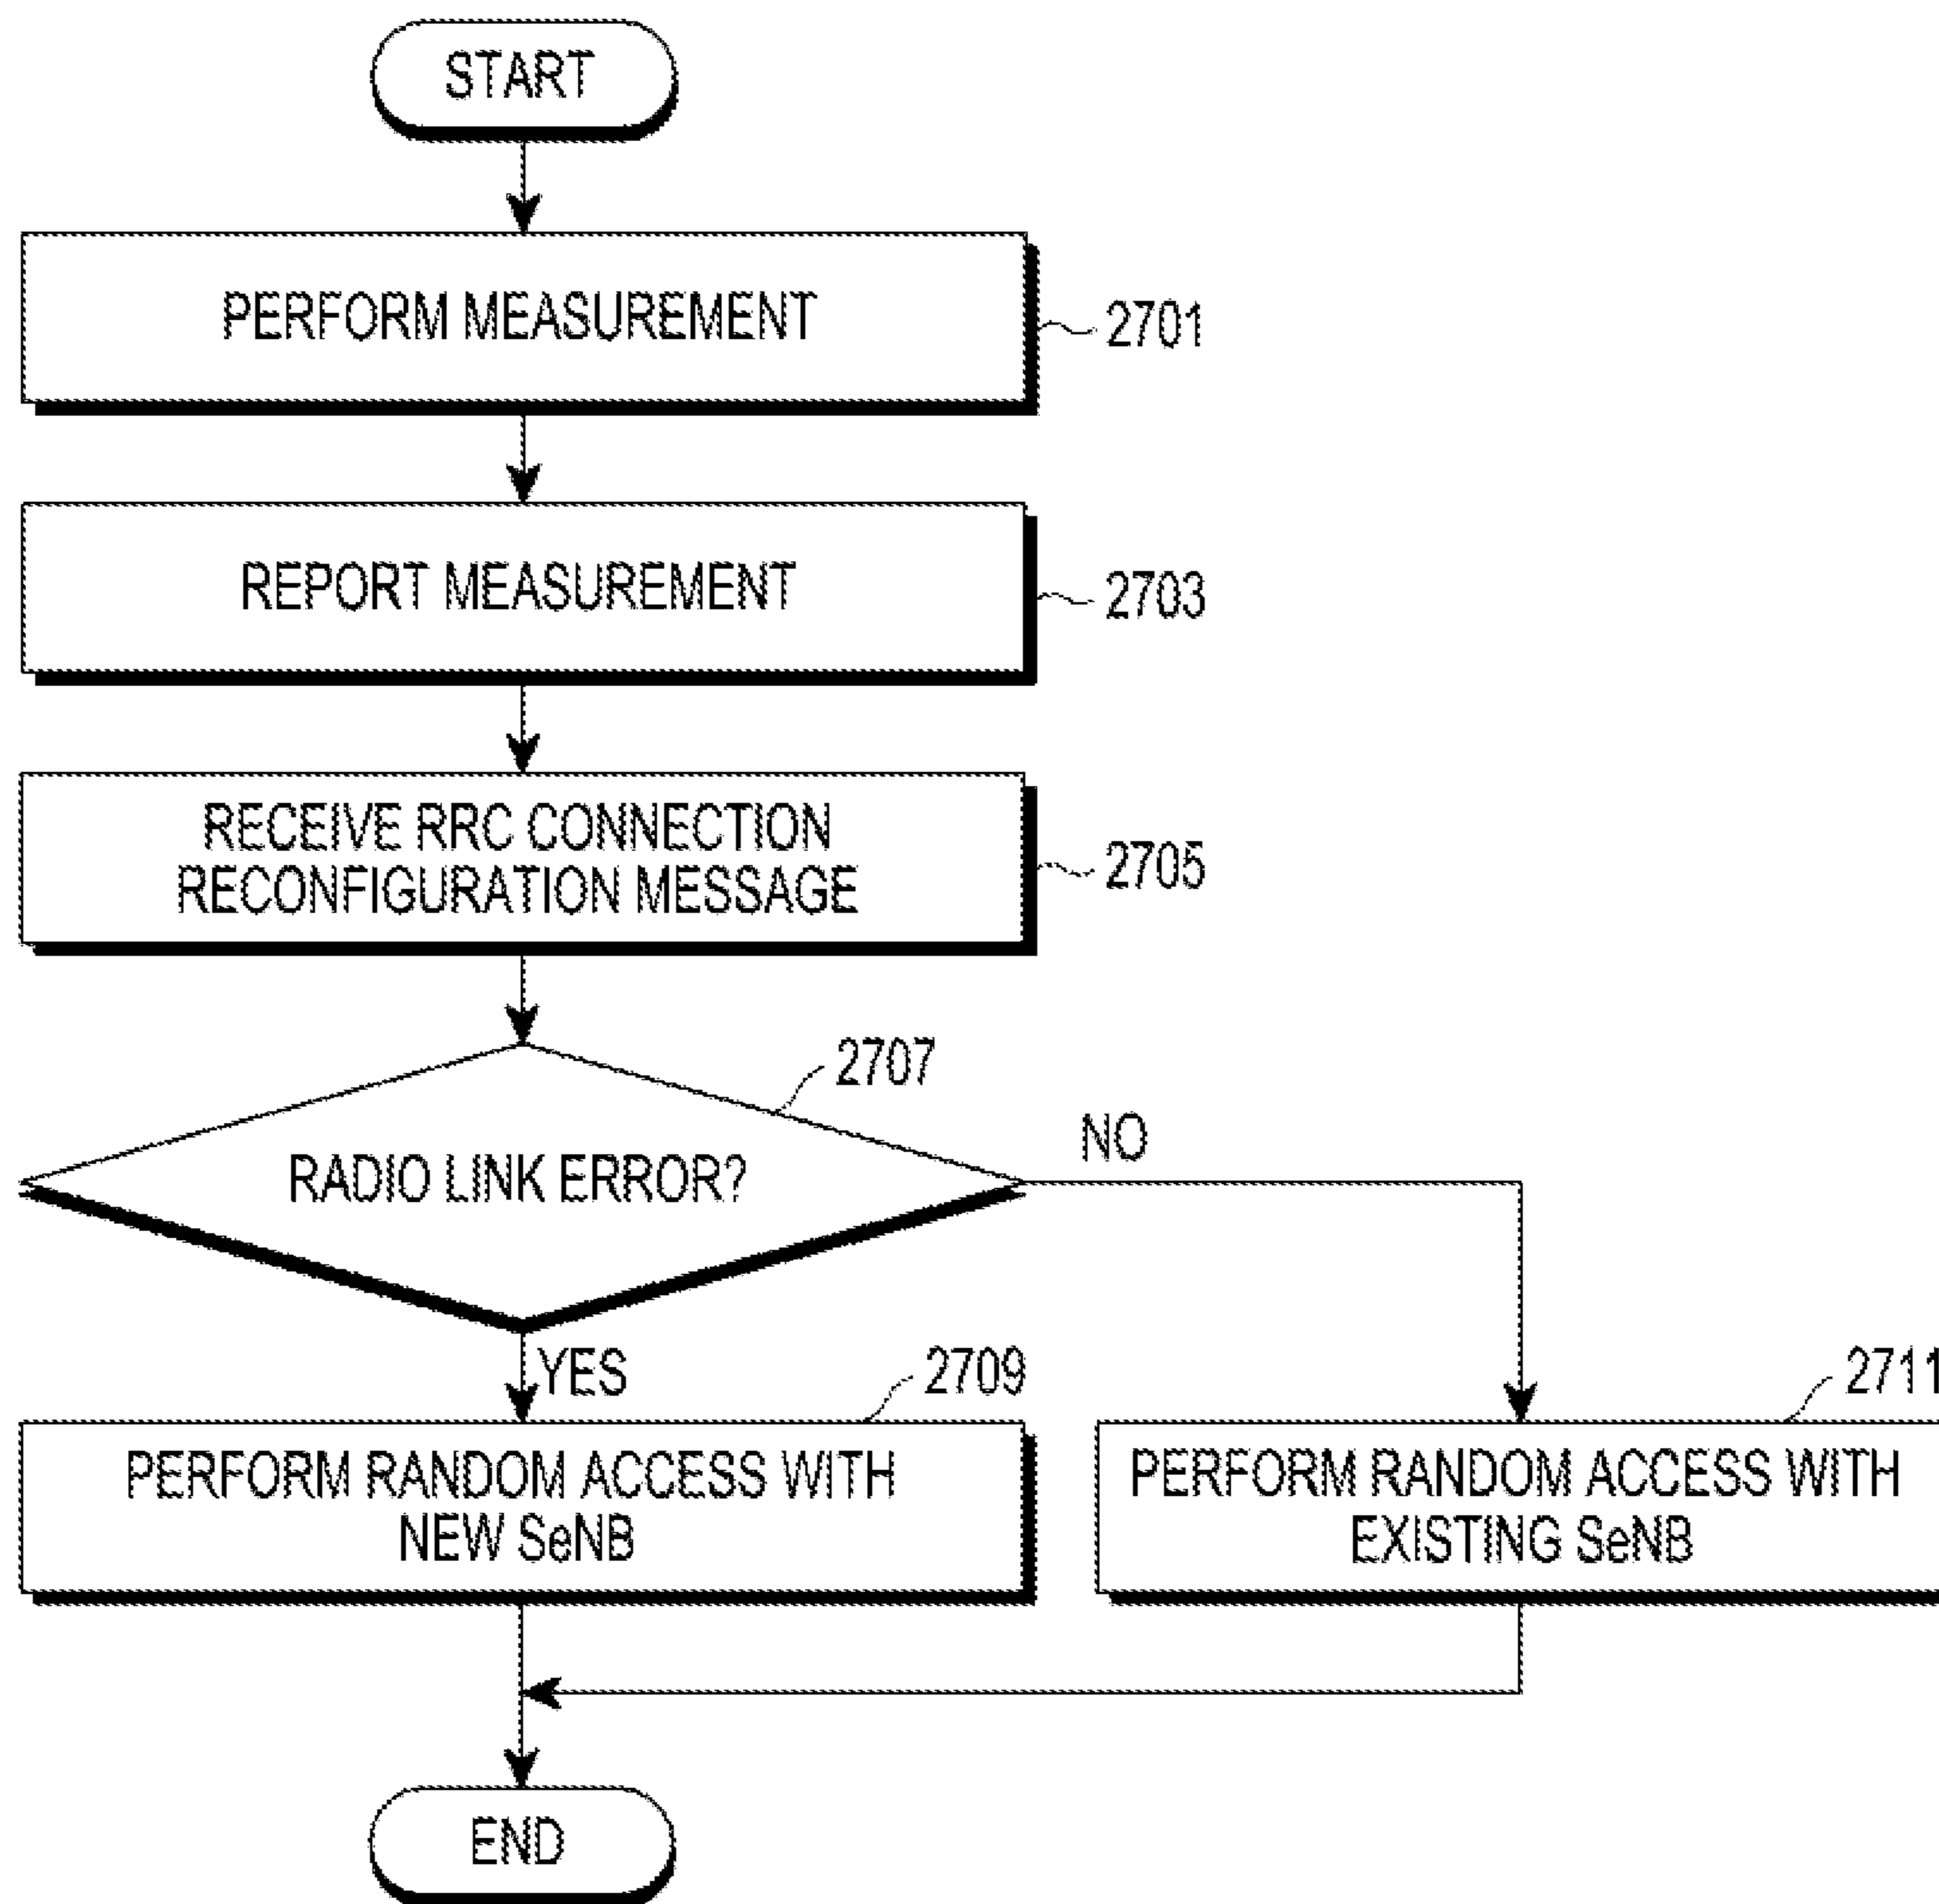 START
PERFORM MEASUREMENT
2701
REPORT MEASUREMENT
2703
RECEIVE RRC CONNECTION
RECONFIGURATION MESSAGE
2705
2707
RADIO LINK ERROR?
NO
YES
2709
PERFORM RANDOM ACCESS WITH
NEW SeNB
2711
PERFORM RANDOM ACCESS WITH
EXISTING SeNB
END